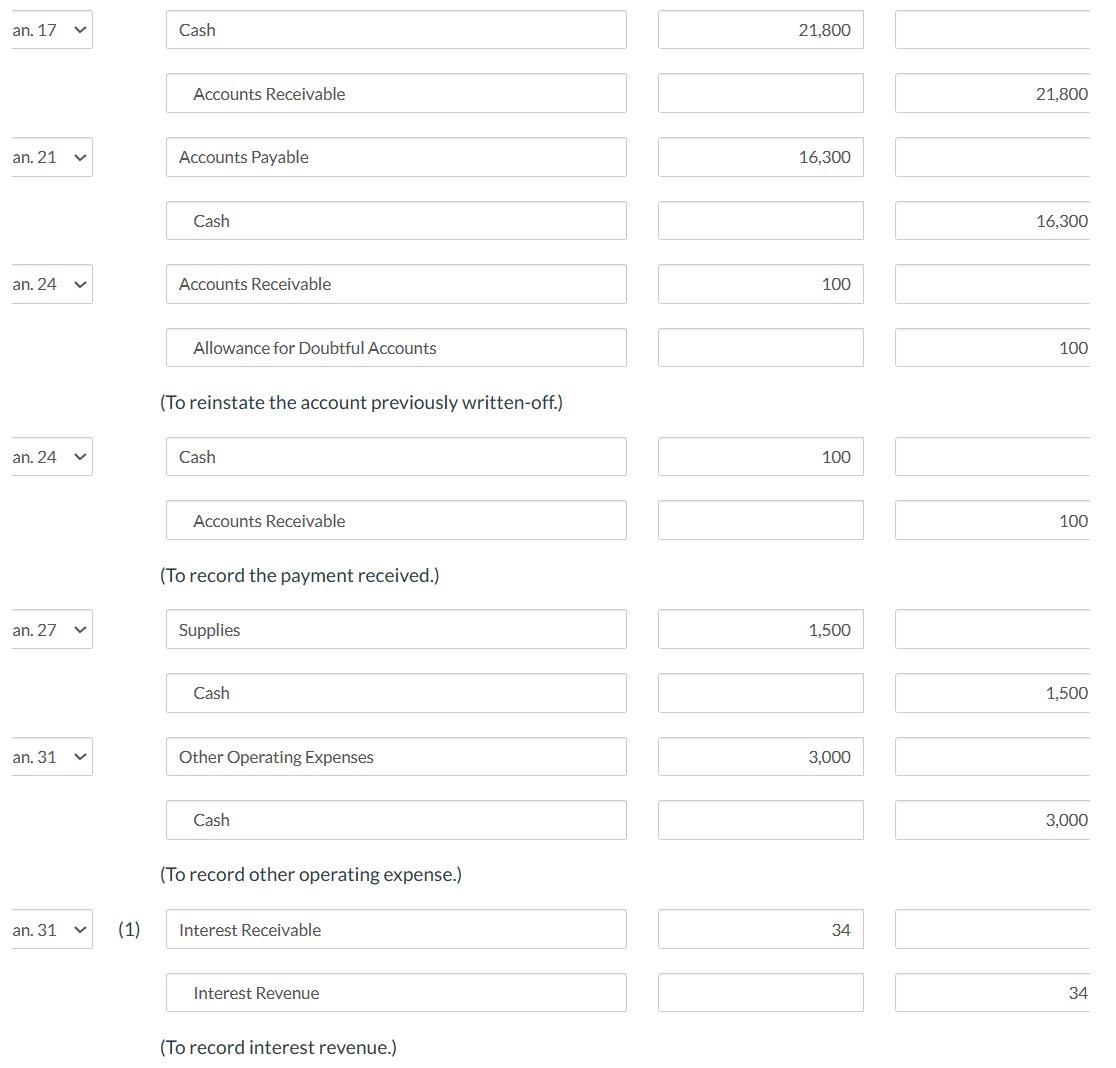 an. 17 Cash 21,800
Accounts Receivable 21,800
an. 21 Accounts Payable 16,300
Cash 16,300
an. 24 Accounts Receivable 100
Allowance for Doubtful Accounts 100
(To reinstate the account previously written-off.)
an. 24 Cash 100
Accounts Receivable 100
(To record the payment received.)
an. 27 Supplies 1,500
Cash 1,500
an. 31 Other Operating Expenses 3,000
Cash 3,000
(To record other operating expense.)
an. 31 (1) Interest Receivable 34
Interest Revenue 34
(To record interest revenue.)